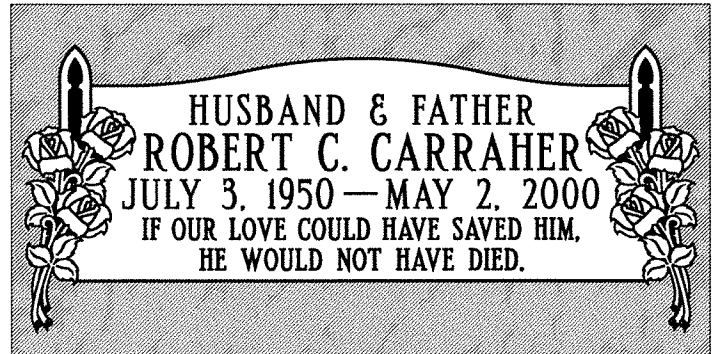 HUSBAND & FATHER
ROBERT C. CARRAHER
JULY 3, 1950 — MAY 2, 2000
IF OUR LOVE COULD HAVE SAVED HIM,
HE WOULD NOT HAVE DIED.